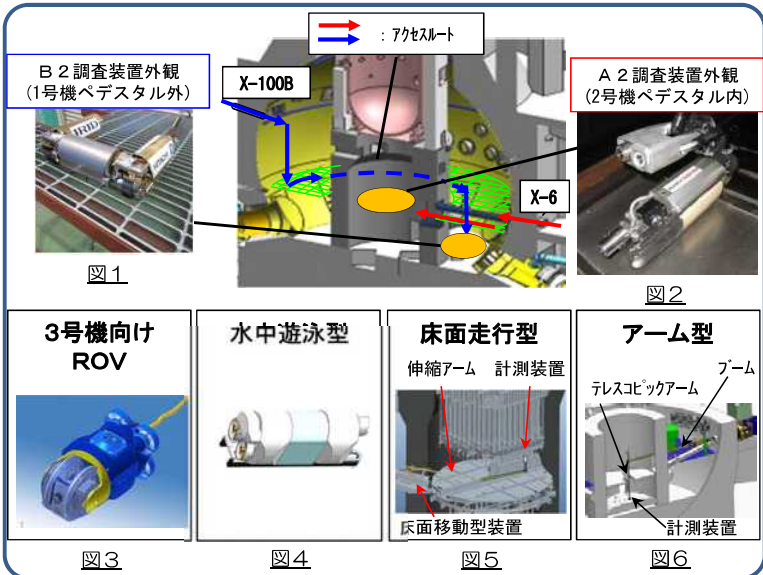 ：アクセスルート
Ｂ２調査装置外観
(1号機ペデスタル外)
X-100B
Ａ２調査装置外観
(2号機ペデスタル内)
IRID
X-6
図１
図２
３号機向け
ROV
水中遊泳型
床面走行型
アーム型
伸縮アーム
計測装置
ブーム
テレスコピックアーム
床面移動型装置
計測装置
図３
図４
図５
図６